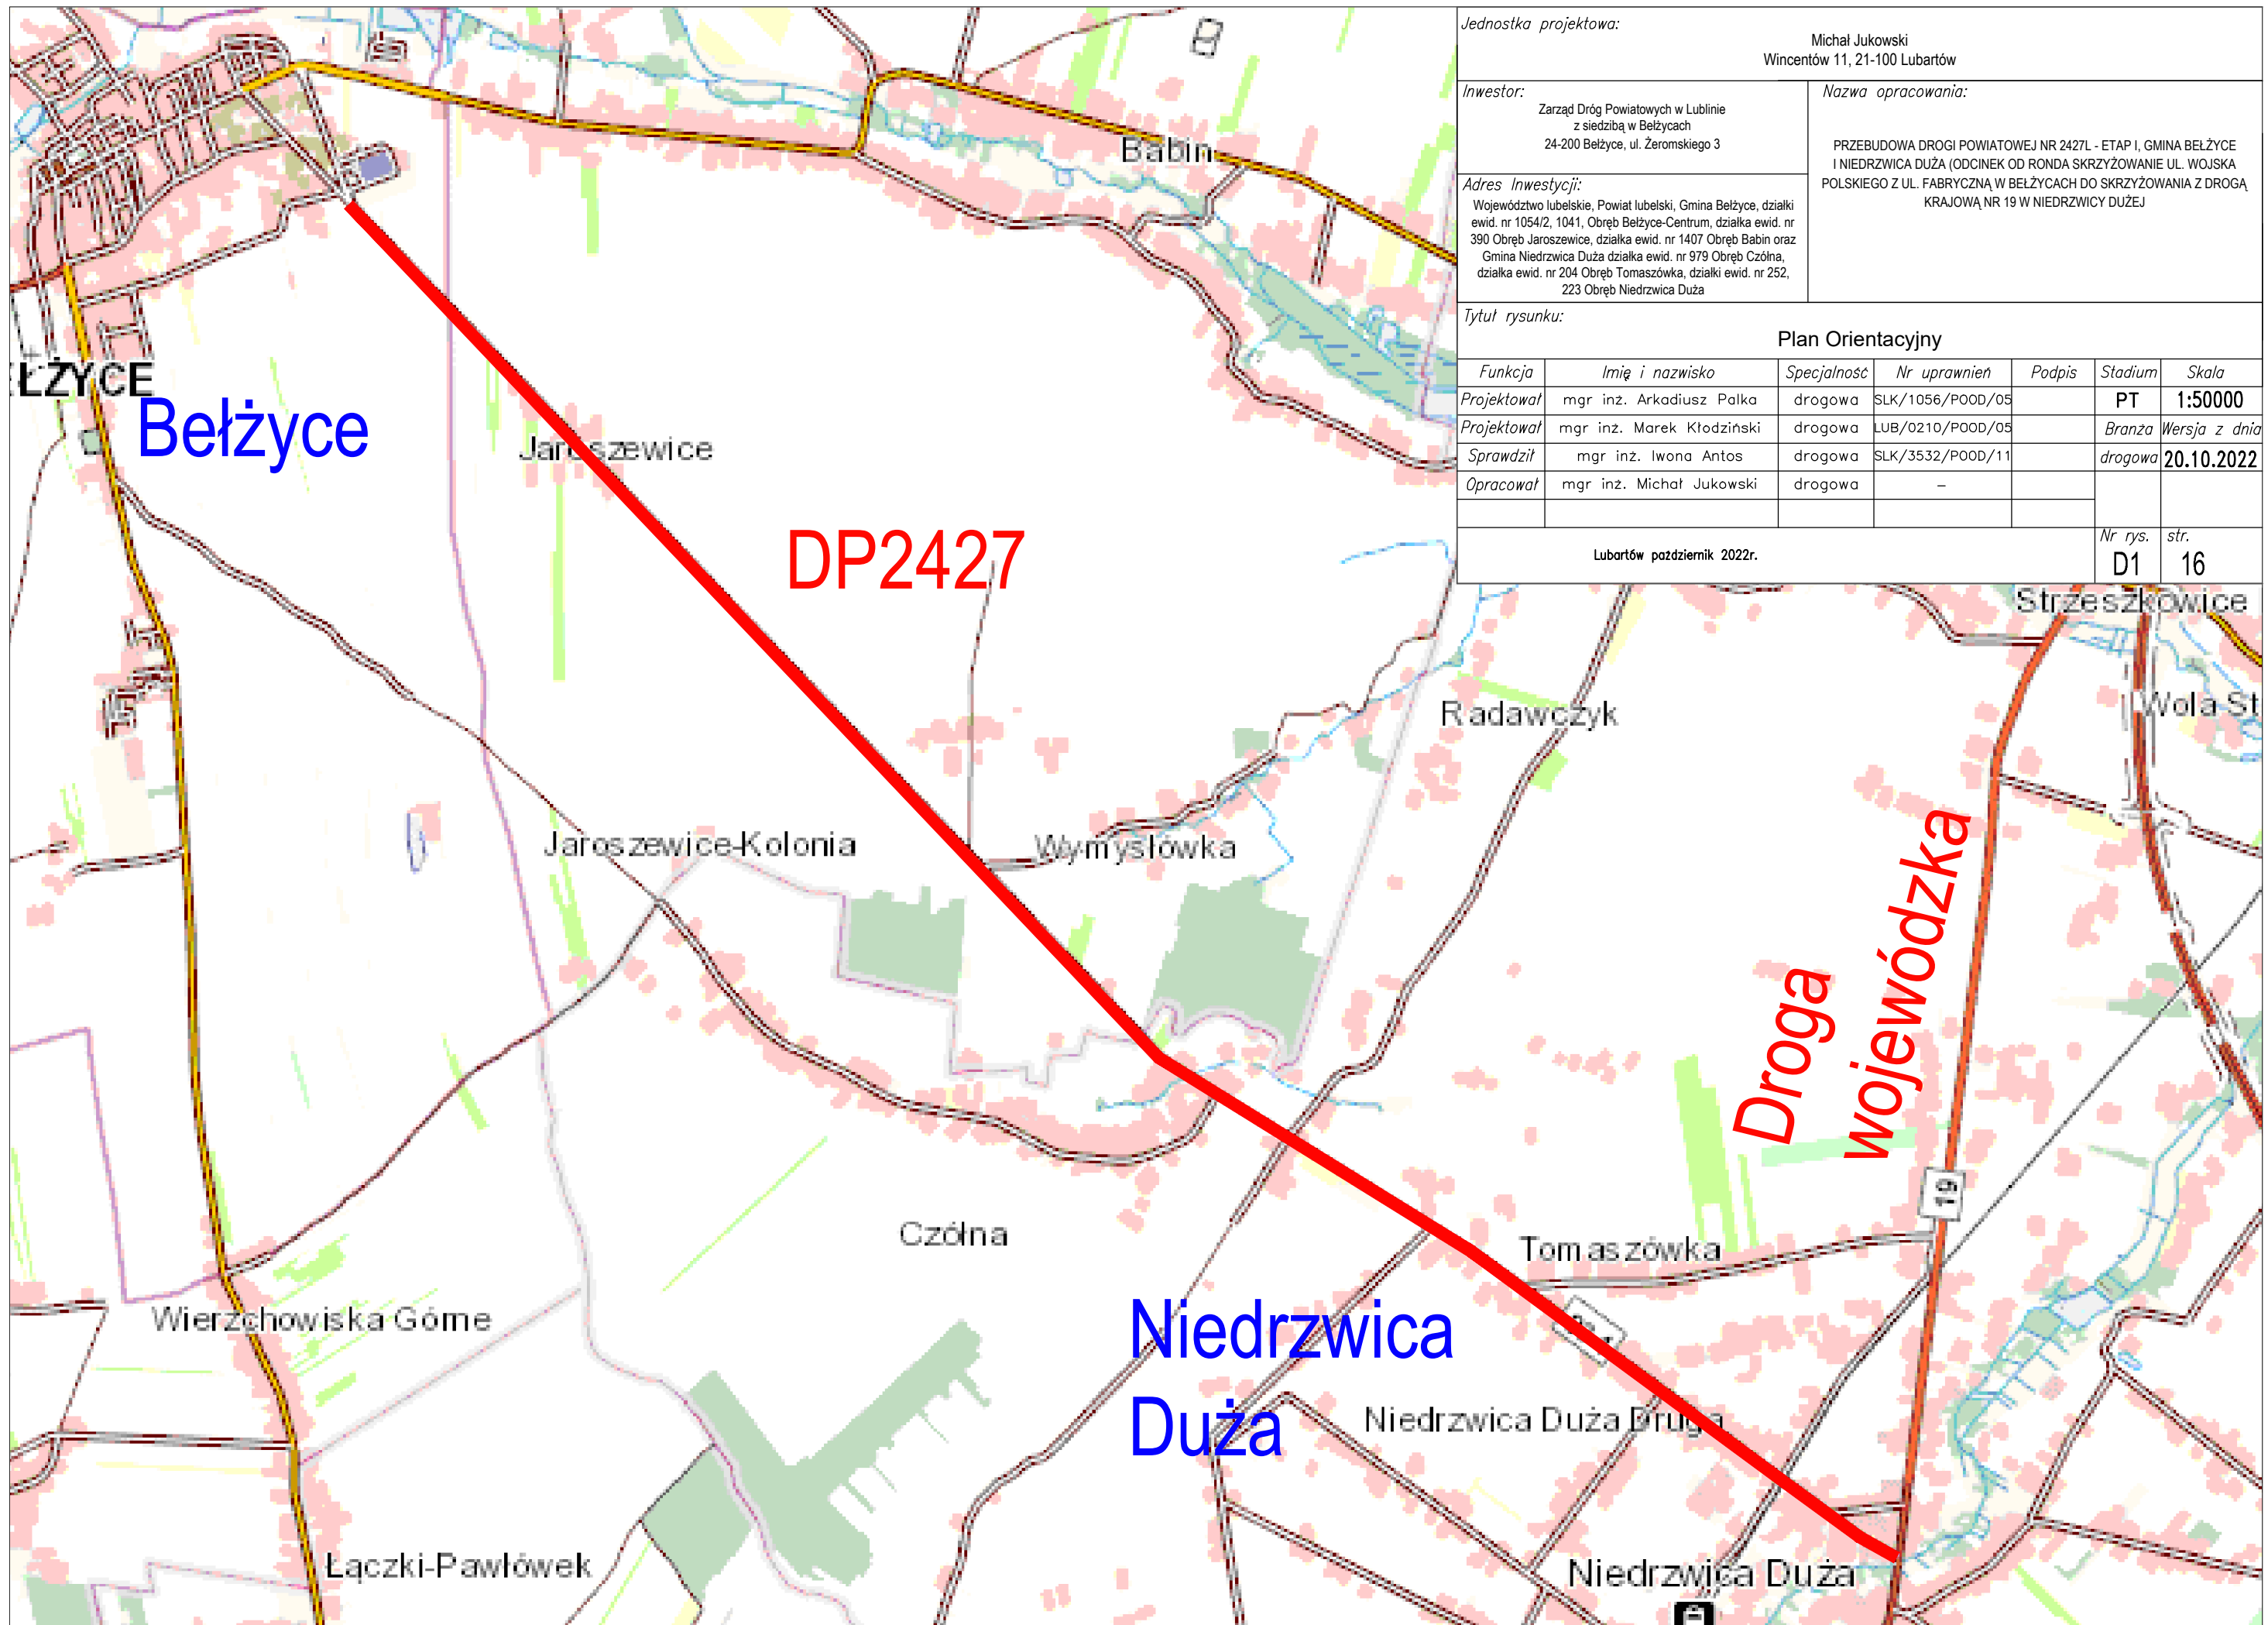 Jednostka projektowa:
Michał Jukowski
Wincentów 11, 21-100 Lubartów
Inwestor:
Zarząd Dróg Powiatowych w Lublinie
z siedzibą w Bełżycach
24-200 Bełżyce, ul. Żeromskiego 3
Nazwa opracowania:
PRZEBUDOWA DROGI POWIATOWEJ NR 2427L - ETAP I, GMINA BEŁŻYCE
I NIEDRZWICA DUŻA (ODCINEK OD RONDA SKRZYŻOWANIE UL. WOJSKA
POLSKIEGO Z UL. FABRYCZNĄ W BEŁŻYCACH DO SKRZYŻOWANIA Z DROGĄ
KRAJOWĄ NR 19 W NIEDRZWICY DUŻEJ
Adres Inwestycji:
Województwo lubelskie, Powiat lubelski, Gmina Bełżyce, działki
ewid. nr 1054/2, 1041, Obręb Bełżyce-Centrum, działka ewid. nr
390 Obręb Jaroszewice, działka ewid. nr 1407 Obręb Babin oraz
Gmina Niedrzwica Duża działka ewid. nr 979 Obręb Czółna,
działka ewid. nr 204 Obręb Tomaszówka, działki ewid. nr 252,
223 Obręb Niedrzwica Duża
Tytuł rysunku:
Plan Orientacyjny
Funkcja Imię i nazwisko Specjalność Nr uprawnień Podpis Stadium Skala
Projektował mgr inż. Arkadiusz Palka drogowa SLK/1056/POOD/05 PT 1:50000
Projektował mgr inż. Marek Kłodziński drogowa LUB/0210/POOD/05 Branża Wersja z dnia
Sprawdził mgr inż. Iwona Antos drogowa SLK/3532/POOD/11 drogowa 20.10.2022
Opracował mgr inż. Michał Jukowski drogowa –
Lubartów październik 2022r.
Nr rys. str.
D1 16
Babin
EŁŻYCE
Bełżyce
Jaroszewice
DP2427
Strzeszkowice
Radawczyk
Wola St
Jaroszewice-Kolonia
Wymysłówka
Droga
wojewódzka
19
Czółna
Tomaszówka
Wierzchowiska Górne
Niedrzwica
Duża
Niedrzwica Duża Druga
Łączki-Pawłówek
Niedrzwica Duża